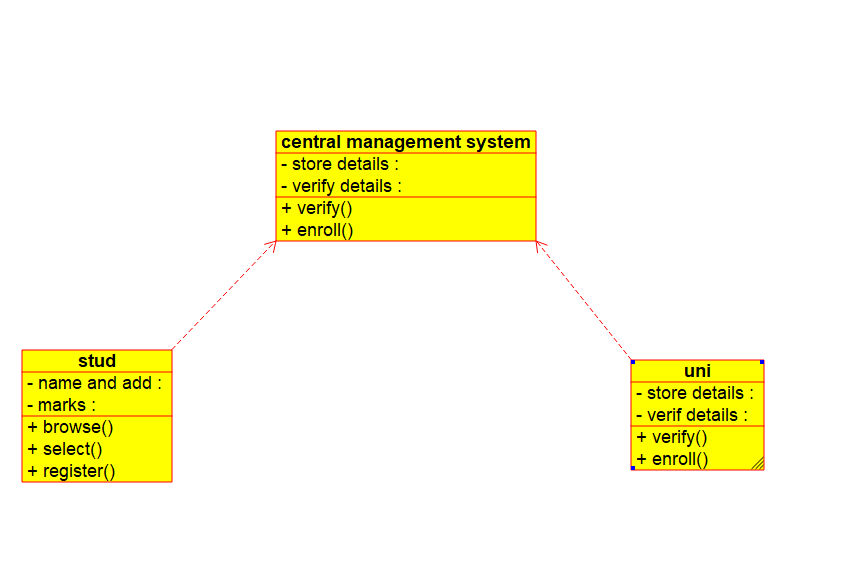 central management system
- store details :
- verify details :
+ verify()
+ enroll()
stud
- name and add :
- marks :
+ browse()
+ select()
+ register()
uni
- store details :
- verif details :
+ verify()
+ enroll()